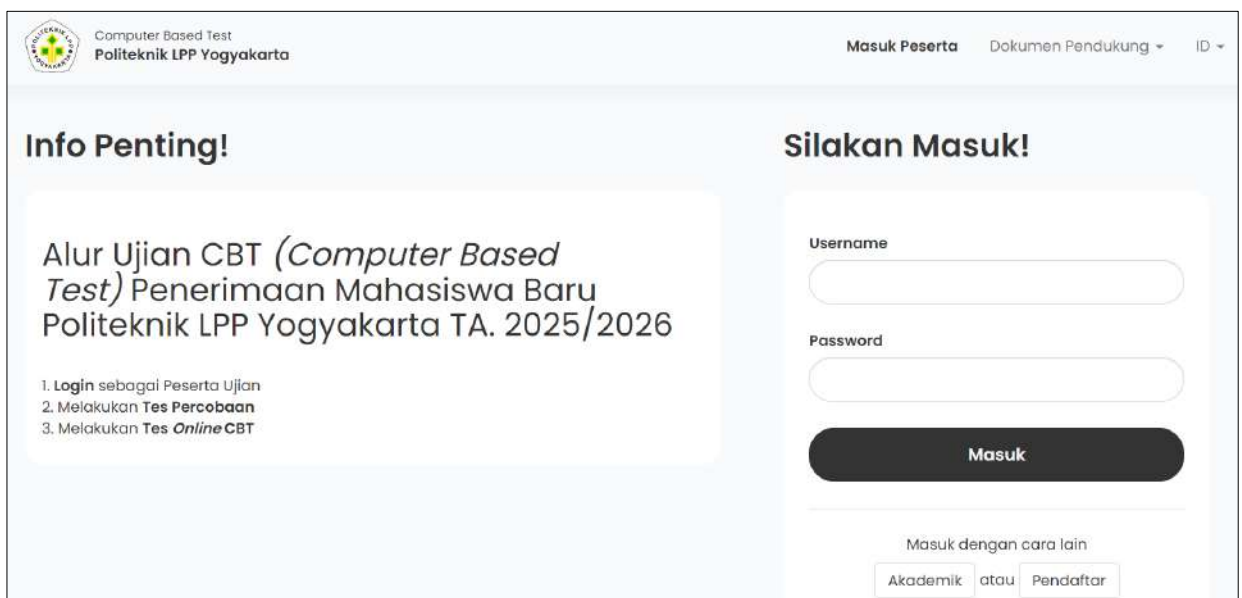 Computer Based Test
Politeknik LPP Yogyakarta
Masuk Peserta
Dokumen Pendukung
ID
Info Penting!
Alur Ujian CBT (Computer Based
Test) Penerimaan Mahasiswa Baru
Politeknik LPP Yogyakarta TA. 2025/2026
1. Login sebagai Peserta Ujian
2. Melakukan Tes Percobaan
3. Melakukan Tes Online CBT
Silakan Masuk!
Username
Password
Masuk
Masuk dengan cara lain
Akademik atau Pendaftar